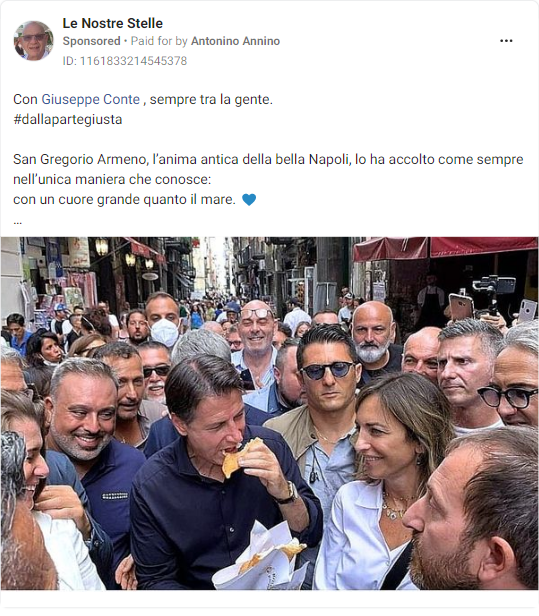 Le Nostre Stelle
Sponsored • Paid for by Antonino Annino
ID: 1161833214545378
Con Giuseppe Conte , sempre tra la gente.
#dallapartegiusta
San Gregorio Armeno, l'anima antica della bella Napoli, lo ha accolto come sempre
nell'unica maniera che conosce:
con un cuore grande quanto il mare. 💙
...